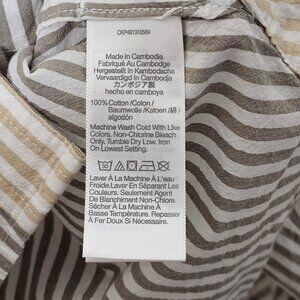 CKP481310569
Made In Cambodia
Fabriqué Au Cambodge
Hergestellt In Kambodscha
Vervaardigd In Cambodja
カンボジア製
hecho en camboya
100%Cotton /Coton /
Baumwolle /Katoen /綿 /
algodón
Machine Wash Cold With Like
Colors. Non-Chlorine Bleach
Only. Tumble Dry Low. Iron
On Lowest Setting.
Laver À La Machine À L'eau
Froide. Laver En Séparant Les
Couleurs. Seulement Agent
De Blanchiment Non-Chlore.
Sécher À La Machine À
Basse Température. Repasser
À Fer Doux Si Nécessaire.